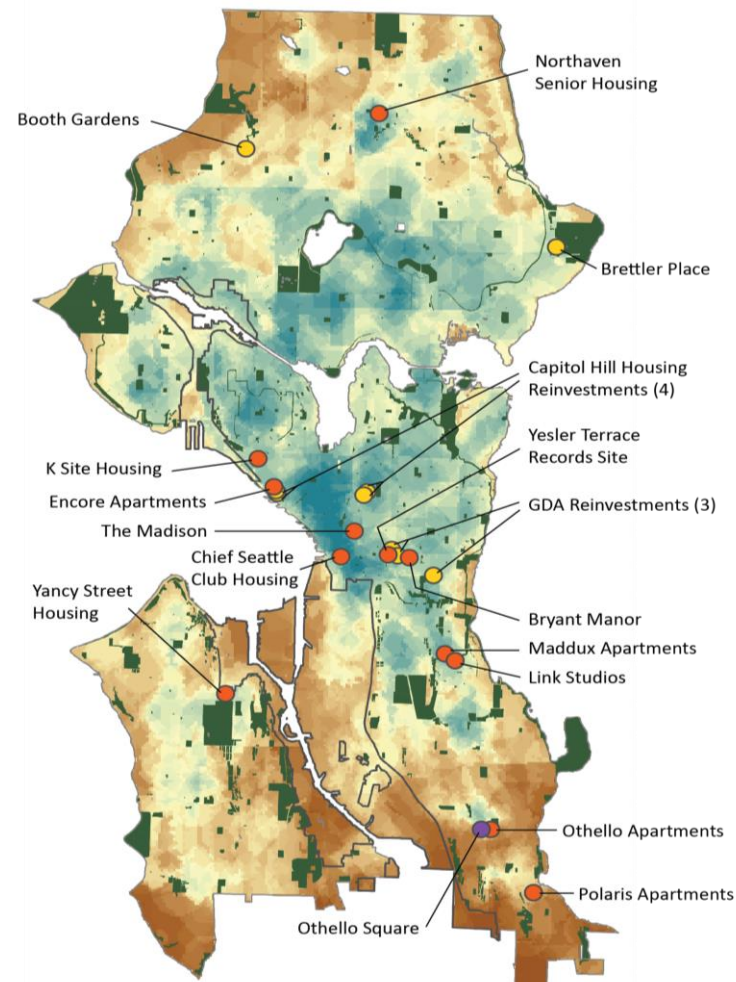 Northaven
Senior Housing
Booth Gardens
Brettler Place
Capitol Hill Housing
Reinvestments (4)
Yesler Terrace
Records Site
K Site Housing
Encore Apartments
GDA Reinvestments (3)
The Madison
Chief Seattle
Club Housing
Yancy Street
Housing
Bryant Manor
Maddux Apartments
Link Studios
Othello Apartments
Polaris Apartments
Othello Square